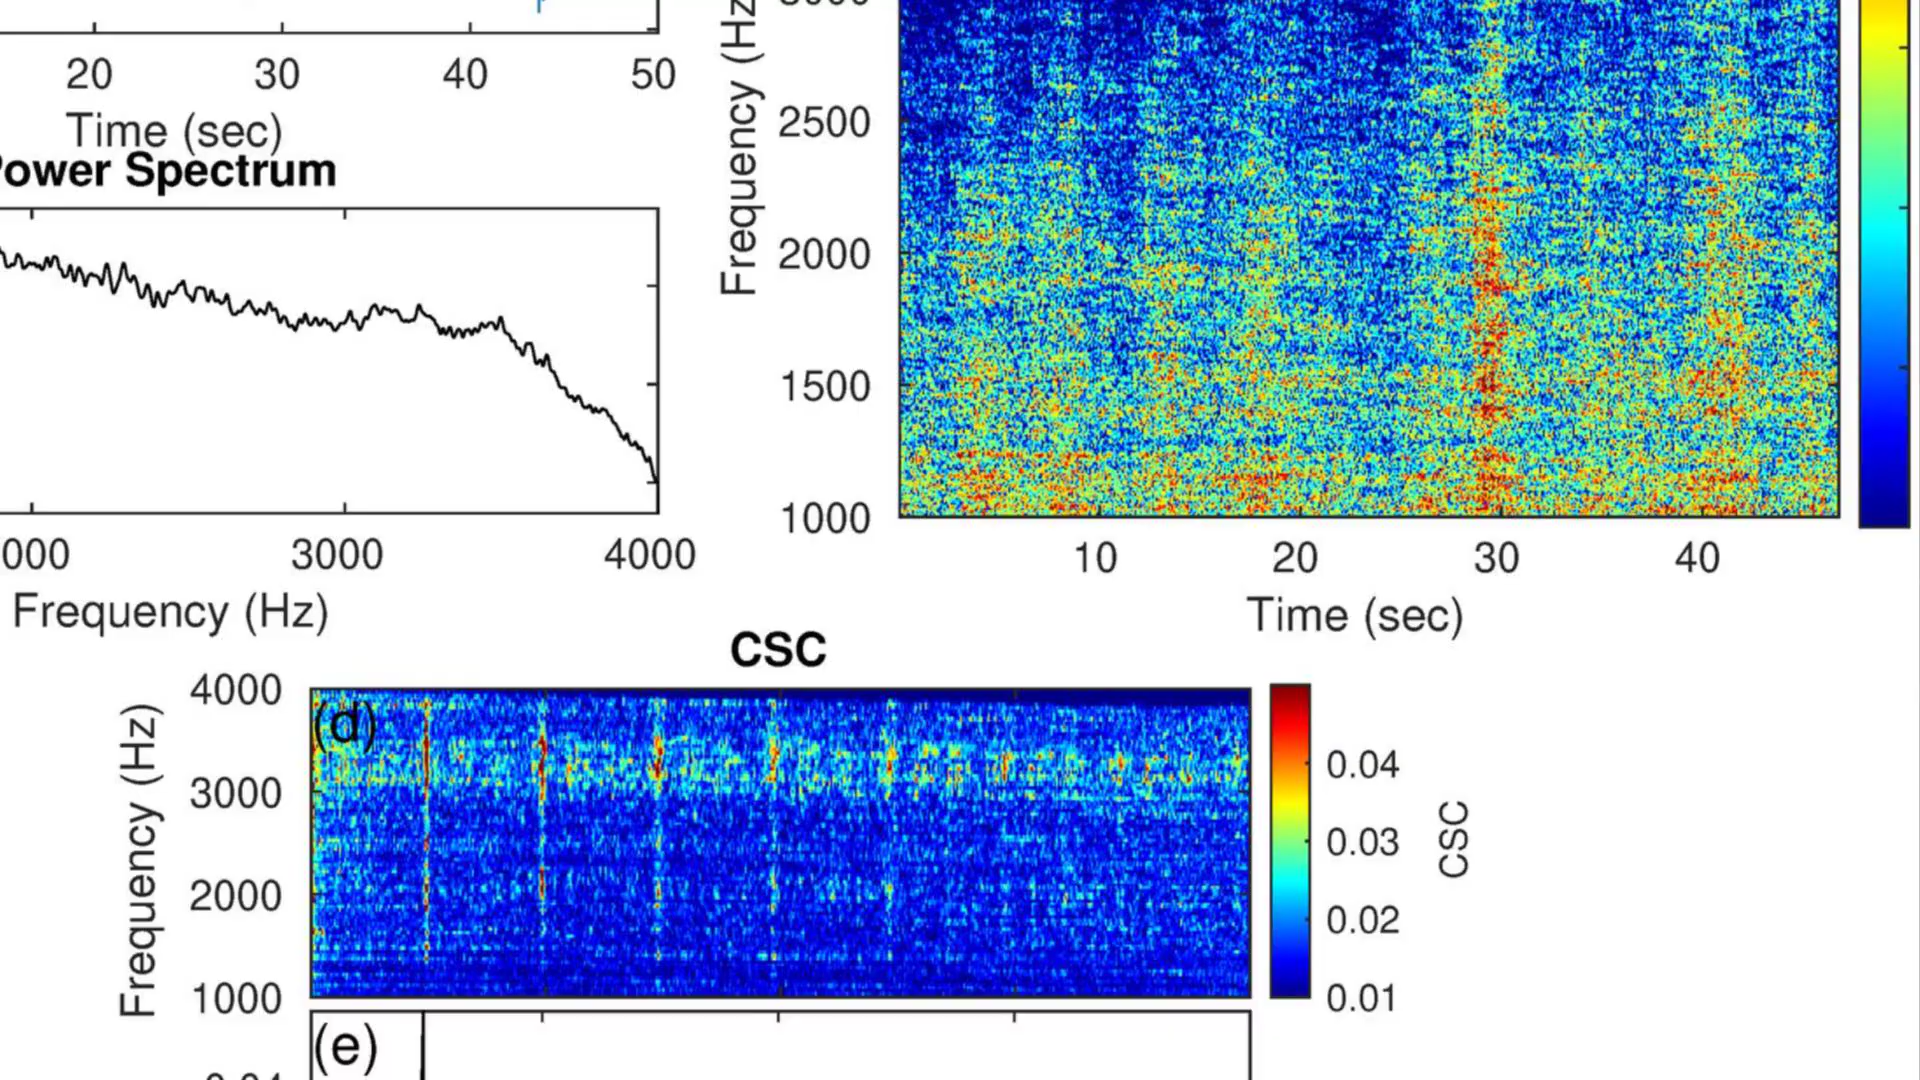 20 30 40 50
Time (sec)
Power Spectrum
3000 4000
Frequency (Hz)
Frequency (Hz)
2500
2000
1500
1000
10 20 30 40
Time (sec)
CSC
Frequency (Hz)
4000
3000
2000
1000
(d)
0.04
0.03
0.02
0.01
CSC
(e)